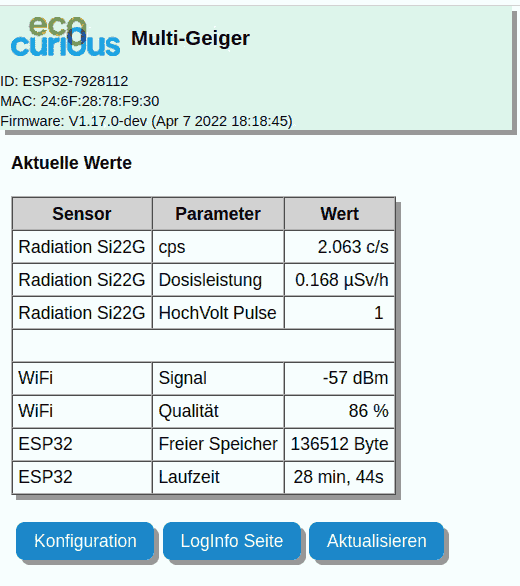 eco
curious
Multi-Geiger
ID: ESP32-7928112
MAC: 24:6F:28:78:F9:30
Firmware: V1.17.0-dev (Apr 7 2022 18:18:45)
Aktuelle Werte
Sensor Parameter Wert
Radiation Si22G cps 2.063 c/s
Radiation Si22G Dosisleistung 0.168 µSv/h
Radiation Si22G HochVolt Pulse 1
WiFi Signal -57 dBm
WiFi Qualität 86 %
ESP32 Freier Speicher 136512 Byte
ESP32 Laufzeit 28 min, 44s
Konfiguration LogInfo Seite Aktualisieren